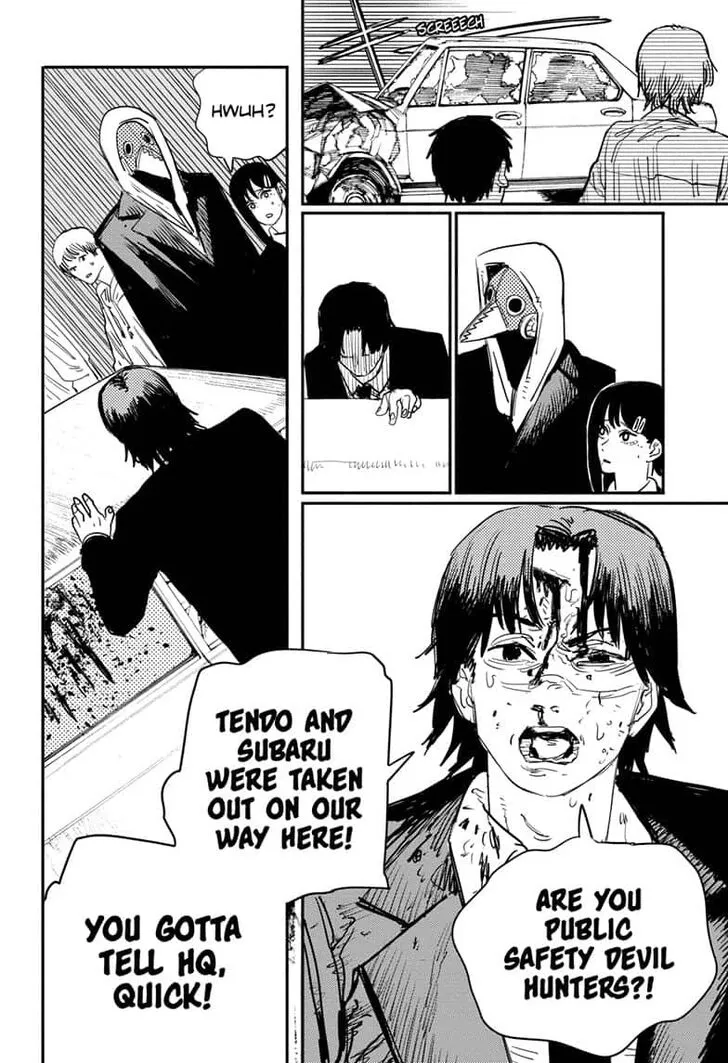 SCREEECH
HWUH?
ARE YOU
PUBLIC
SAFETY DEVIL
HUNTERS?!
TENDO AND
SUBARU
WERE TAKEN
OUT ON OUR
WAY HERE!
YOU GOTTA
TELL HQ,
QUICK!